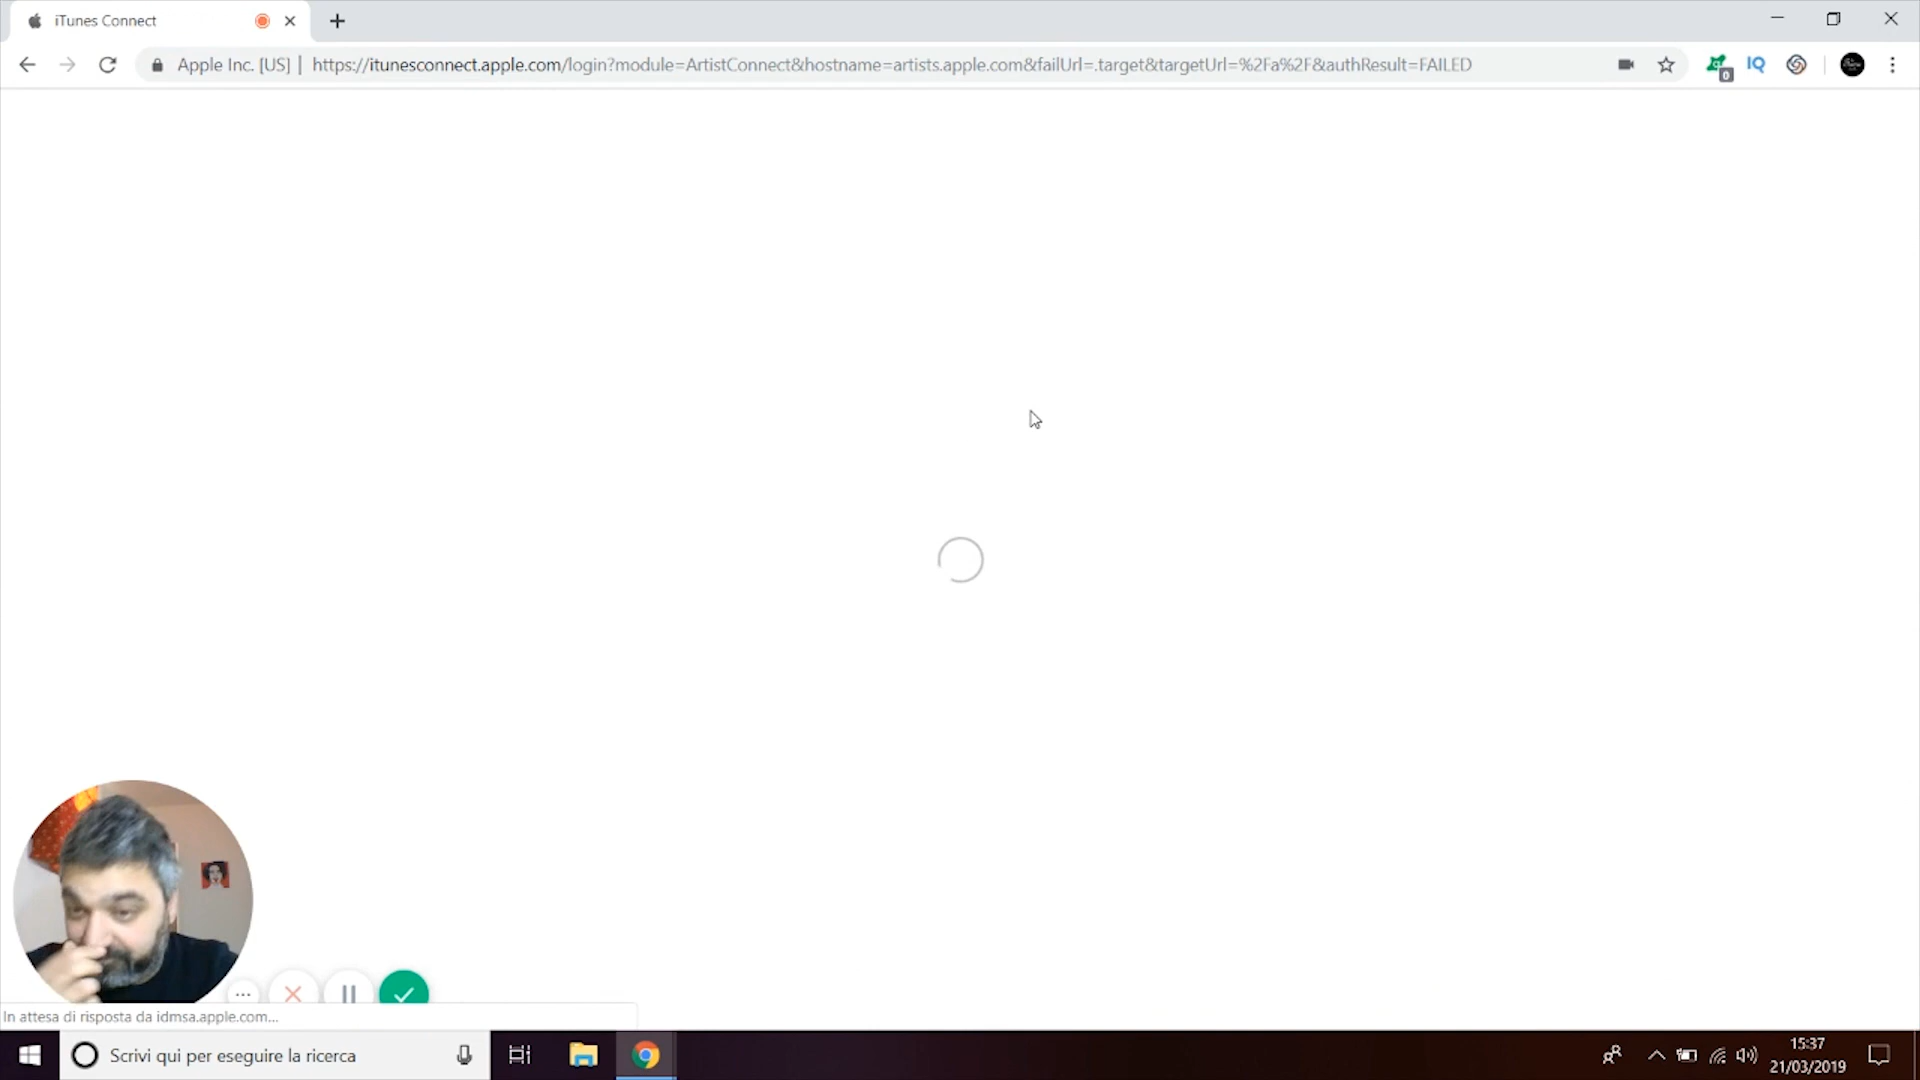 iTunes Connect
Apple Inc. [US] | https://itunesconnect.apple.com/login?module=ArtistConnect&hostname=artists.apple.com&failUrl=.target&targetUrl=%2Fa%2F&authResult=FAILED
0
IQ
In attesa di risposta da idmsa.apple.com...
Scrivi qui per eseguire la ricerca
15:37
21/03/2019